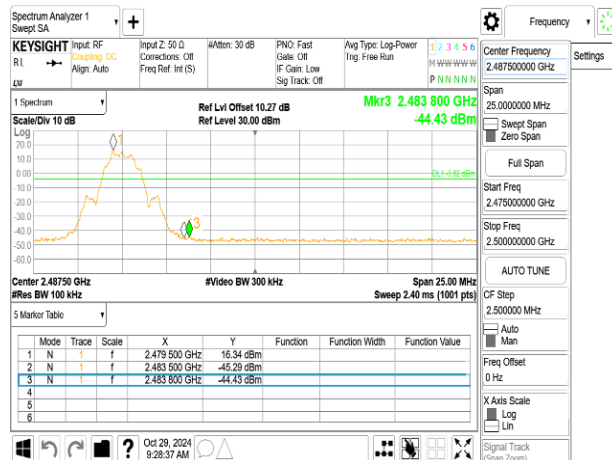 Spectrum Analyzer 1
Swept SA
▼
+
Frequency
▼
KEYSIGHT
RL
Input: RF
Coupling: DC
Align: Auto
Input Z: 50 Ω
Corrections: Off
Freq Ref: Int (S)
#Atten: 30 dB
PNO: Fast
Gate: Off
IF Gain: Low
Sig Track: Off
Avg Type: Log-Power
Trig: Free Run
1 2 3 4 5 6
M W W W W W
P N N N N N
Center Frequency
2.487500000 GHz
Settings
Span
25.0000000 MHz
Swept Span
Zero Span
Full Span
Start Freq
2.475000000 GHz
Stop Freq
2.500000000 GHz
AUTO TUNE
CF Step
2.500000 MHz
Auto
Man
Freq Offset
0 Hz
X Axis Scale
Log
Lin
Signal Track
(Span Zoom)
1 Spectrum
▼
Scale/Div 10 dB
Ref Lvl Offset 10.27 dB
Ref Level 30.00 dBm
Mkr3 2.483 800 GHz
-44.43 dBm
Log
20.0
10.0
0.00
-10.0
-20.0
-30.0
-40.0
-50.0
-60.0
1
3
Center 2.48750 GHz
#Res BW 100 kHz
#Video BW 300 kHz
Span 25.00 MHz
Sweep 2.40 ms (1001 pts)
5 Marker Table
▼
Mode Trace Scale X Y Function Function Width Function Value
1 N 1 f 2.479 500 GHz 16.34 dBm
2 N 1 f 2.483 500 GHz -45.29 dBm
3 N 1 f 2.483 800 GHz -44.43 dBm
4
5
6
?
Oct 29, 2024
9:28:37 AM